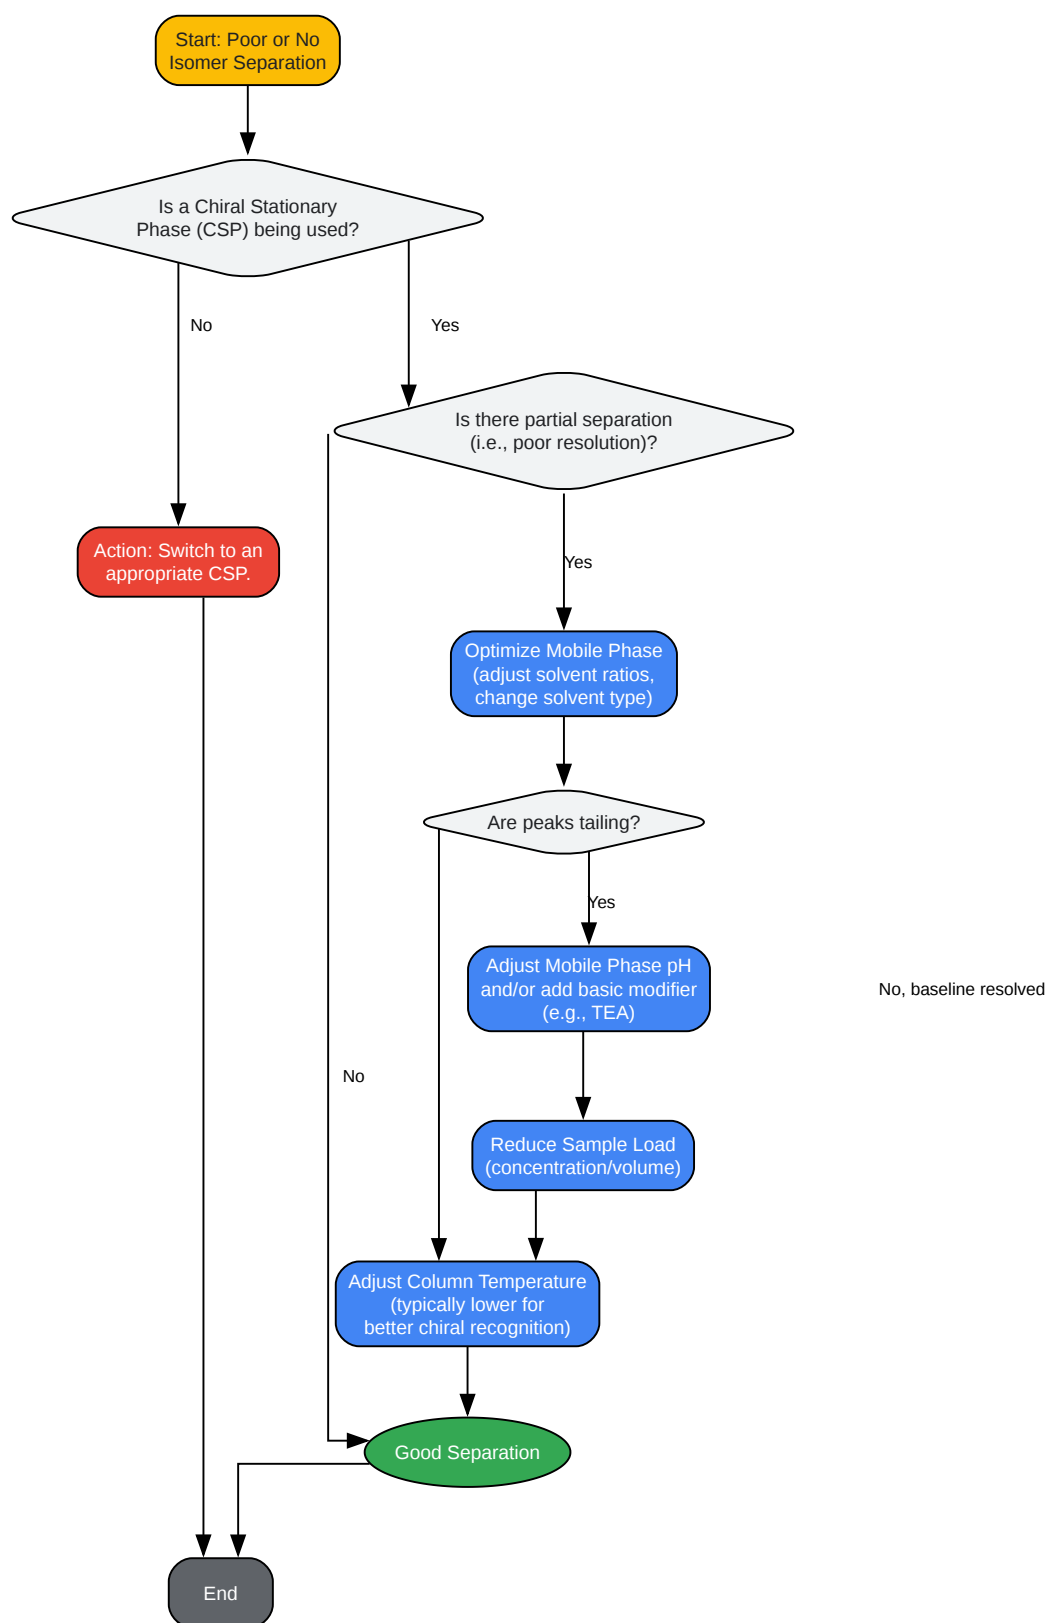 Start: Poor or No
Isomer Separation
Is a Chiral Stationary
Phase (CSP) being used?
No
Yes
Is there partial separation
(i.e., poor resolution)?
Action: Switch to an
appropriate CSP.
Yes
Optimize Mobile Phase
(adjust solvent ratios,
change solvent type)
Are peaks tailing?
Yes
Adjust Mobile Phase pH
and/or add basic modifier
(e.g., TEA)
No, baseline resolved
No
Reduce Sample Load
(concentration/volume)
Adjust Column Temperature
(typically lower for
better chiral recognition)
Good Separation
End